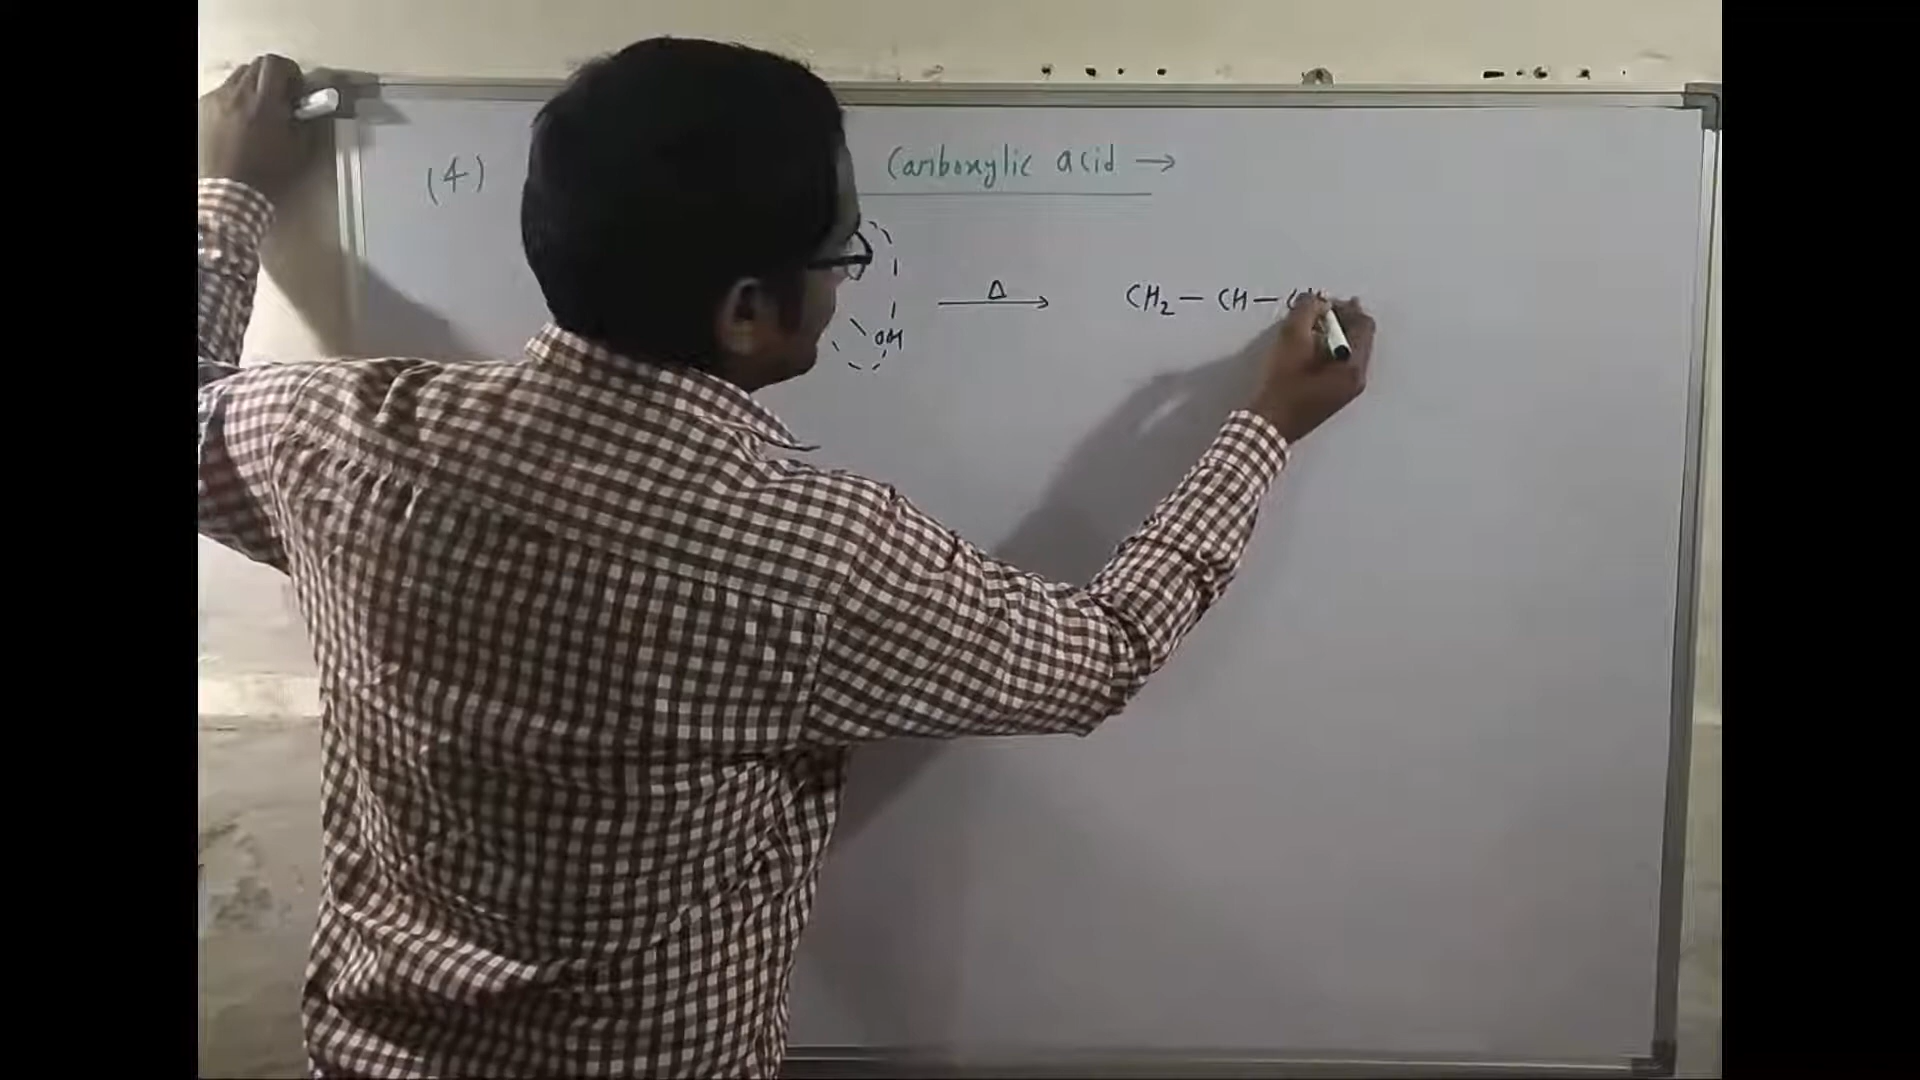 (4) Carboxylic acid →
Δ
CH₂ — CH —
OH